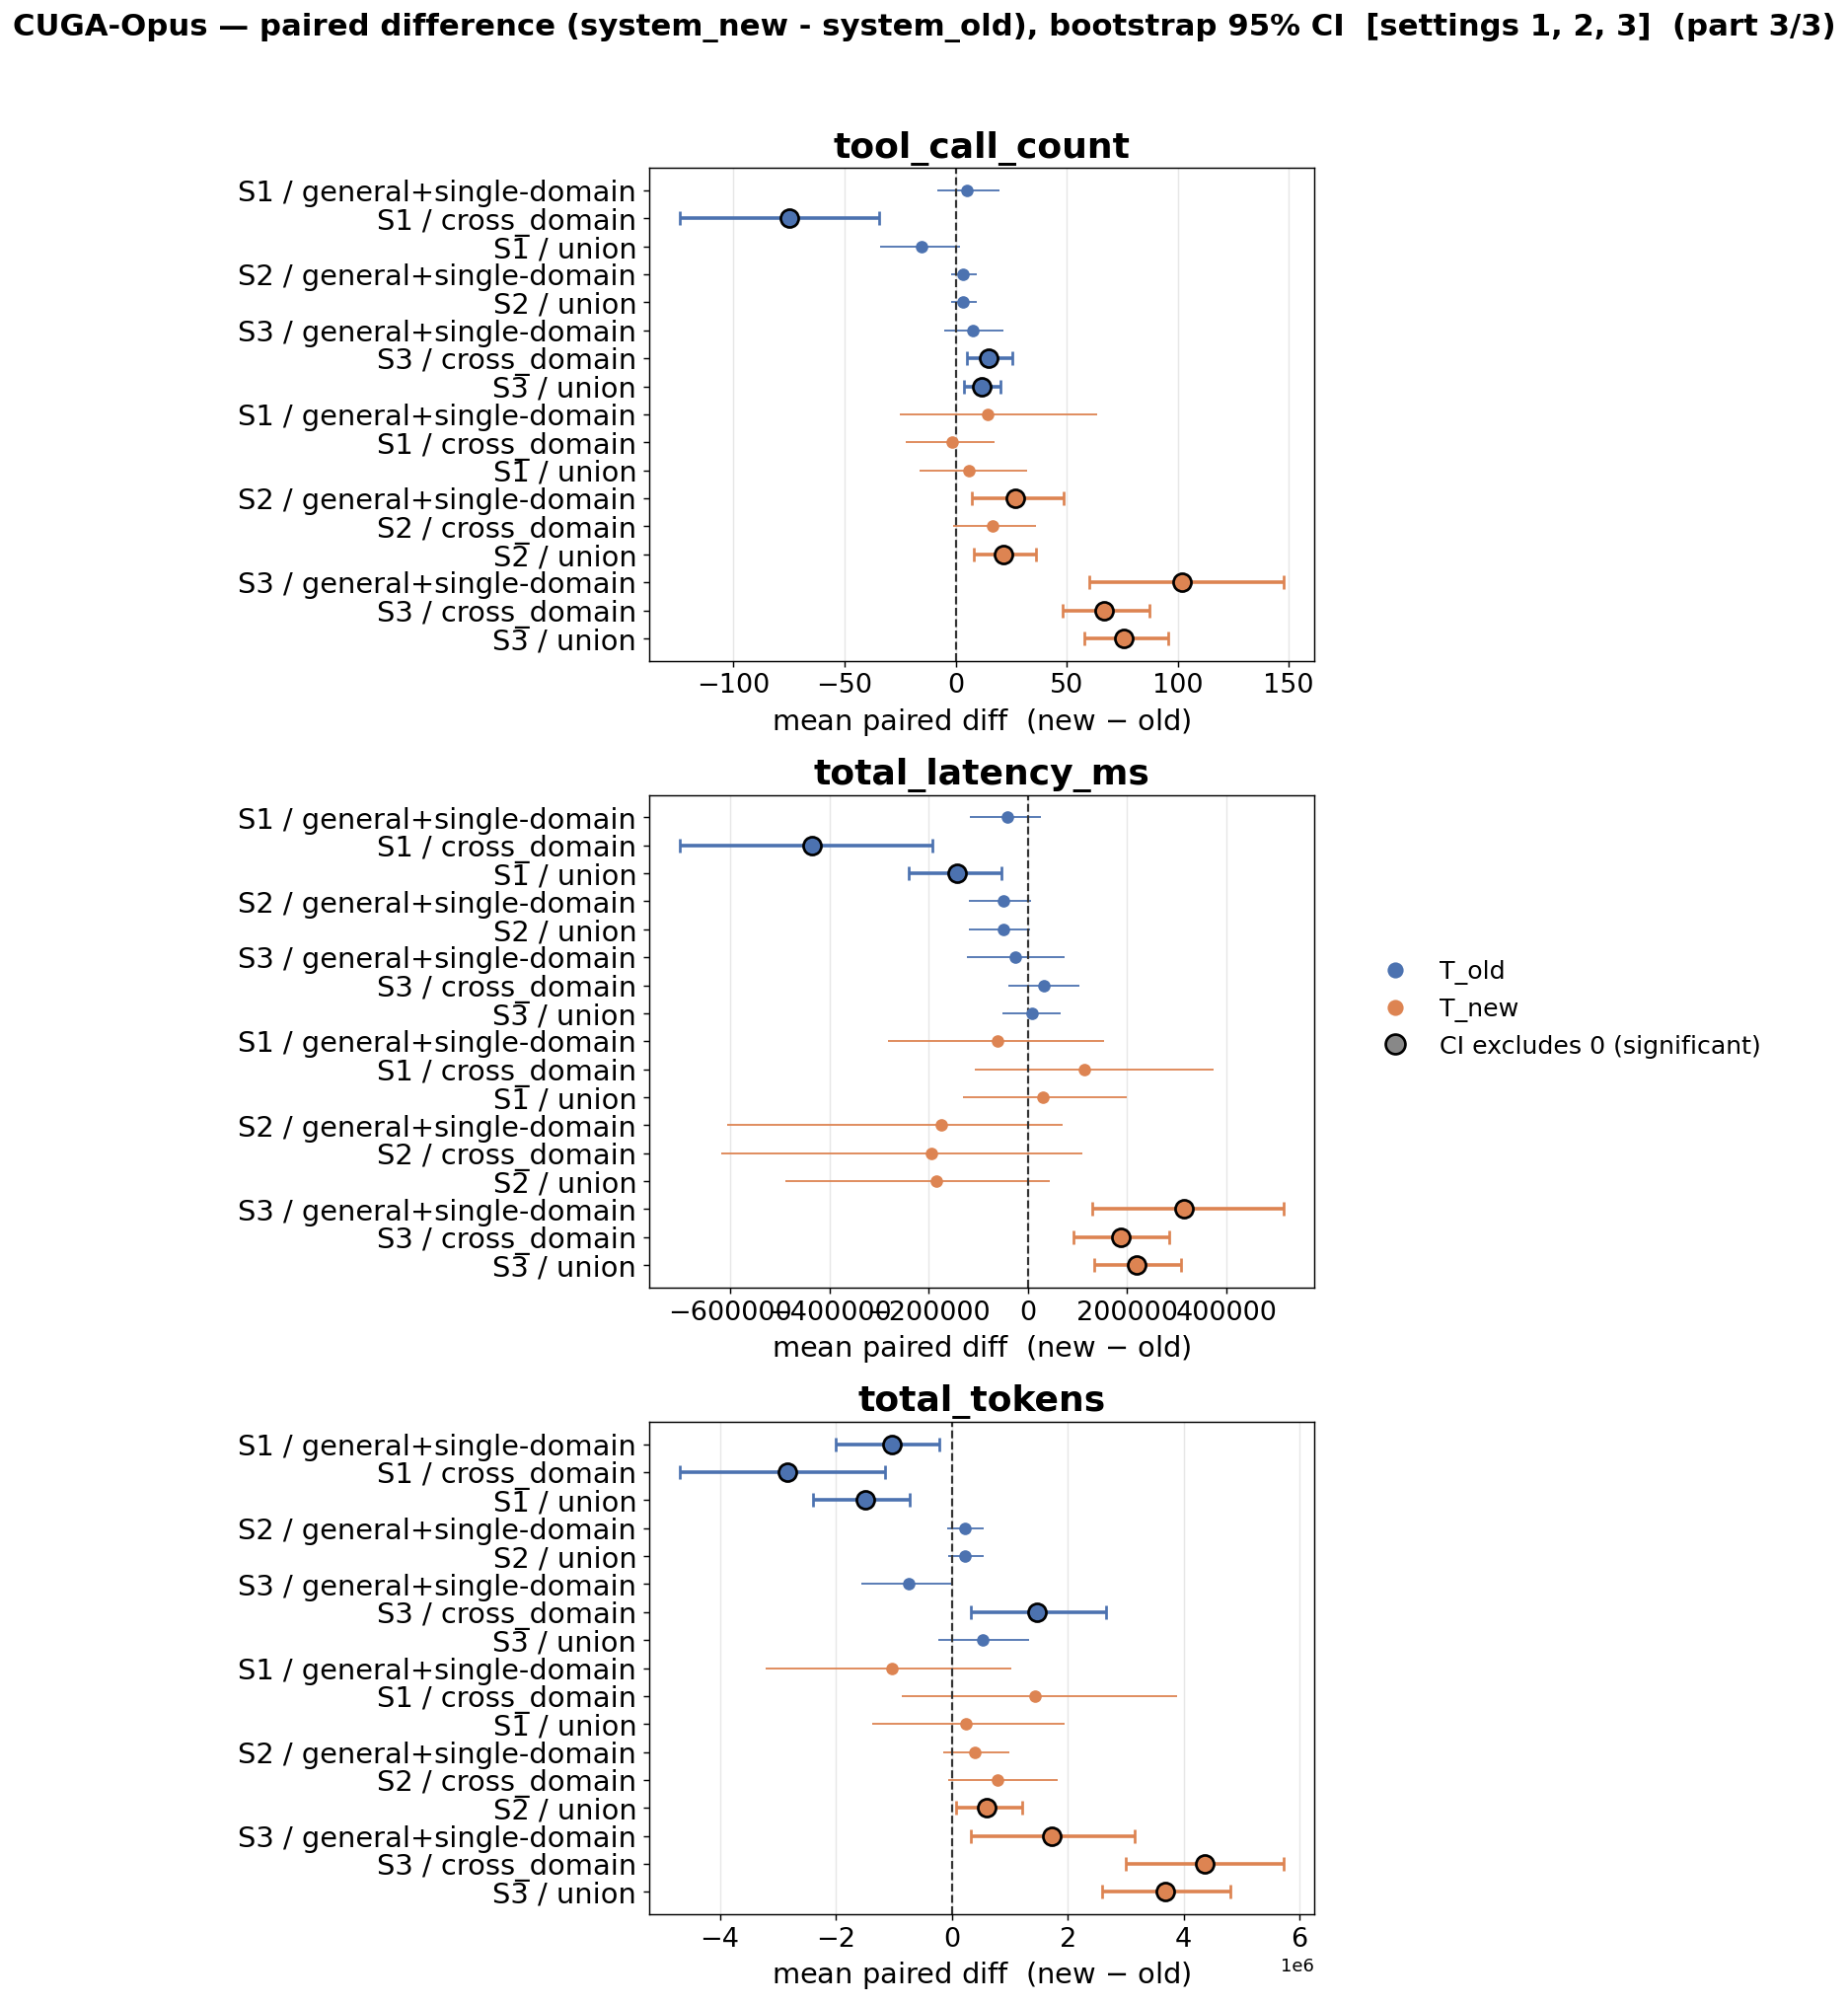 CUGA-Opus — paired difference (system_new - system_old), bootstrap 95% CI  [settings 1, 2, 3]  (part 3/3)
tool_call_count
S1 / general+single-domain
S1 / cross_domain
S1 / union
S2 / general+single-domain
S2 / union
S3 / general+single-domain
S3 / cross_domain
S3 / union
S1 / general+single-domain
S1 / cross_domain
S1 / union
S2 / general+single-domain
S2 / cross_domain
S2 / union
S3 / general+single-domain
S3 / cross_domain
S3 / union
−100 −50 0 50 100 150
mean paired diff  (new − old)
total_latency_ms
S1 / general+single-domain
S1 / cross_domain
S1 / union
S2 / general+single-domain
S2 / union
S3 / general+single-domain
S3 / cross_domain
S3 / union
S1 / general+single-domain
S1 / cross_domain
S1 / union
S2 / general+single-domain
S2 / cross_domain
S2 / union
S3 / general+single-domain
S3 / cross_domain
S3 / union
−600000 −400000 −200000 0 200000 400000
mean paired diff  (new − old)
T_old
T_new
CI excludes 0 (significant)
total_tokens
S1 / general+single-domain
S1 / cross_domain
S1 / union
S2 / general+single-domain
S2 / union
S3 / general+single-domain
S3 / cross_domain
S3 / union
S1 / general+single-domain
S1 / cross_domain
S1 / union
S2 / general+single-domain
S2 / cross_domain
S2 / union
S3 / general+single-domain
S3 / cross_domain
S3 / union
−4 −2 0 2 4 6
1e6
mean paired diff  (new − old)